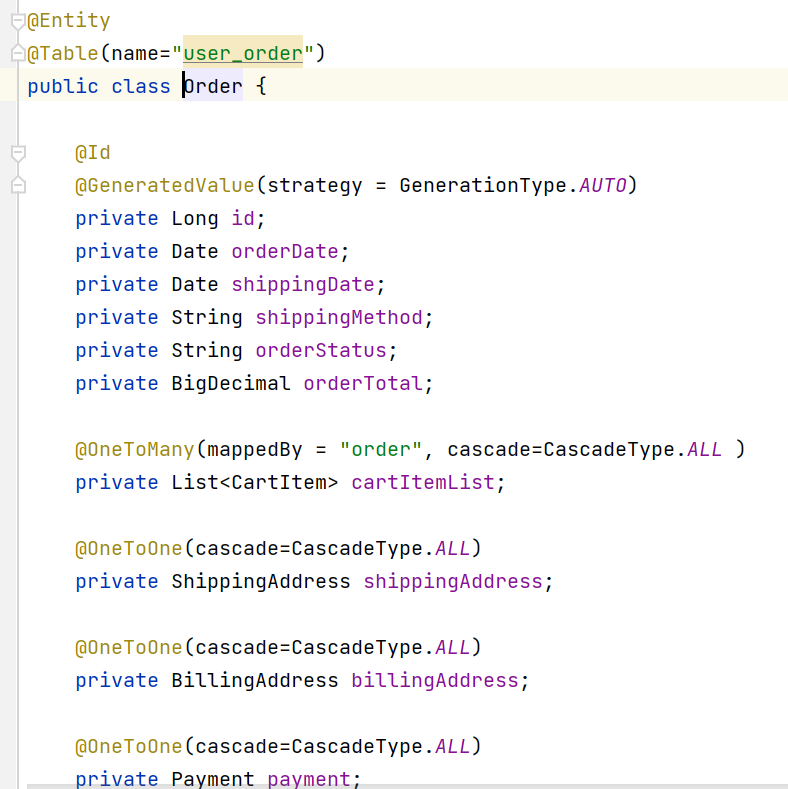 @Entity
@Table(name="user_order")
public class Order {
@Id
@GeneratedValue(strategy = GenerationType.AUTO)
private Long id;
private Date orderDate;
private Date shippingDate;
private String shippingMethod;
private String orderStatus;
private BigDecimal orderTotal;
@OneToMany(mappedBy = "order", cascade=CascadeType.ALL )
private List<CartItem> cartItemList;
@OneToOne(cascade=CascadeType.ALL)
private ShippingAddress shippingAddress;
@OneToOne(cascade=CascadeType.ALL)
private BillingAddress billingAddress;
@OneToOne(cascade=CascadeType.ALL)
private Payment payment;